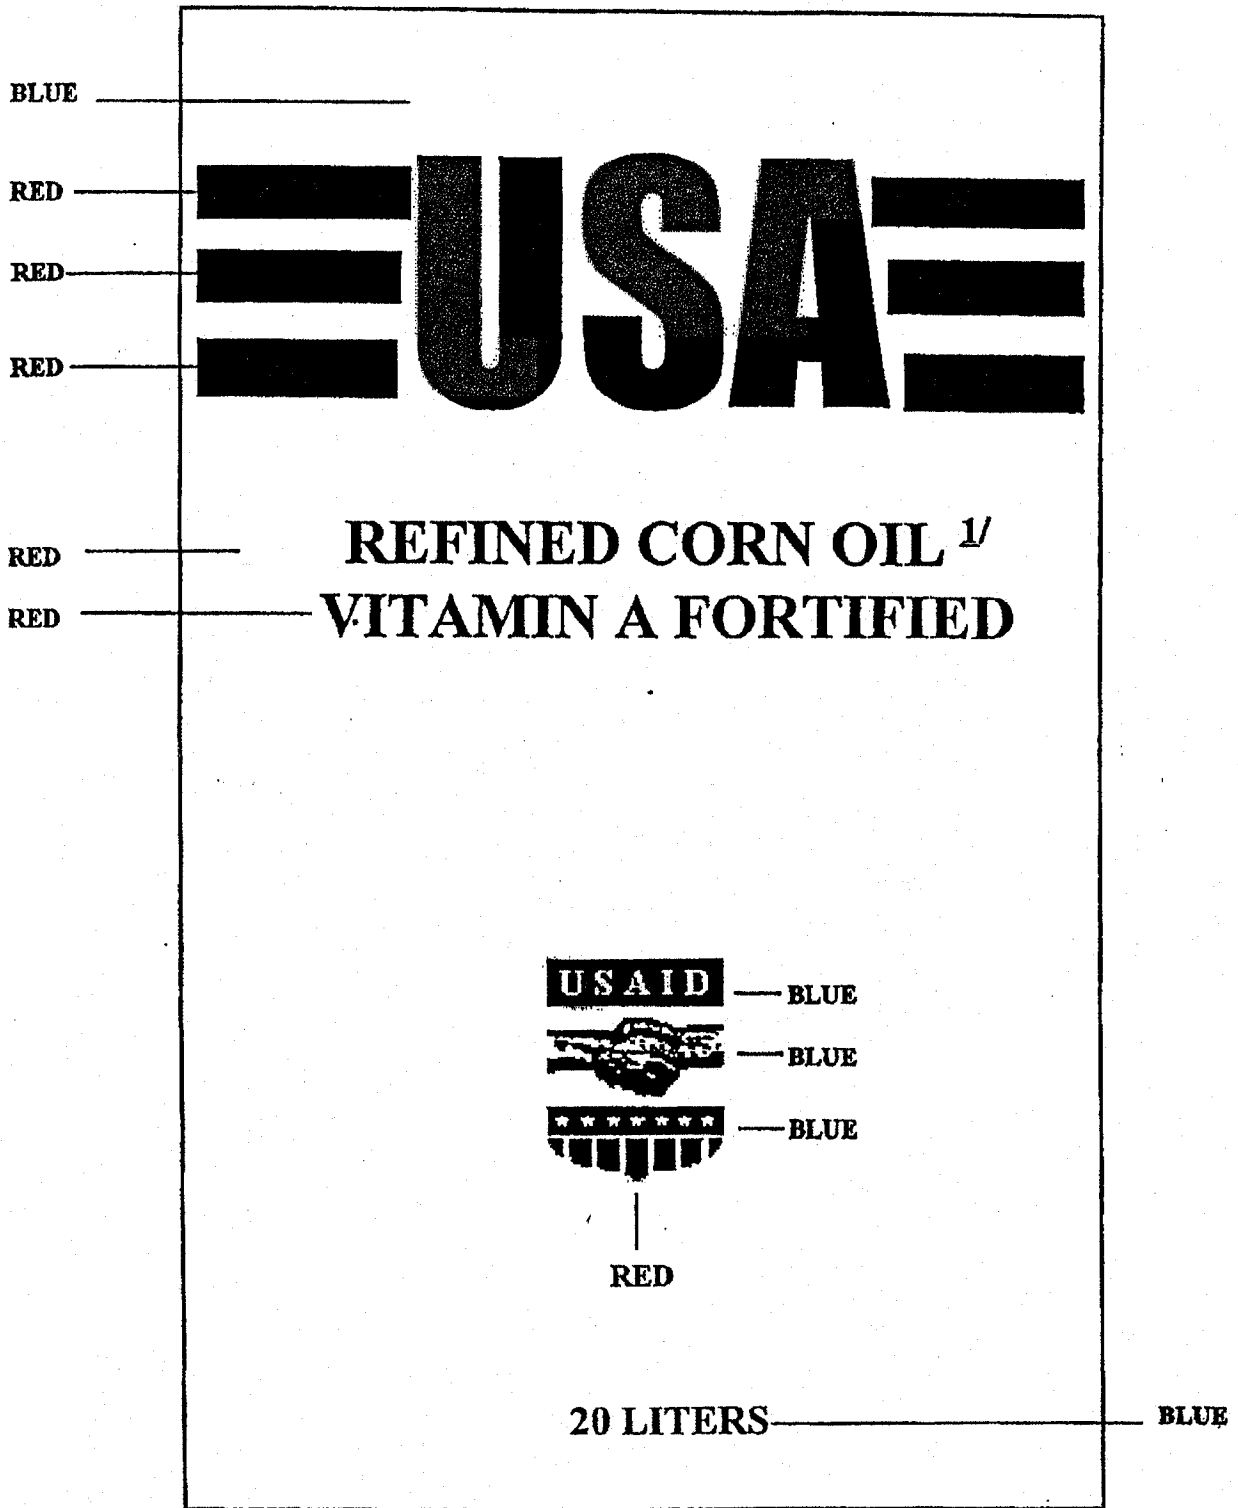 BLUE
RED
USA
RED
RED
RED
REFINED CORN OIL 1/
RED
VITAMIN A FORTIFIED
USAID
BLUE
BLUE
BLUE
RED
20 LITERS
BLUE